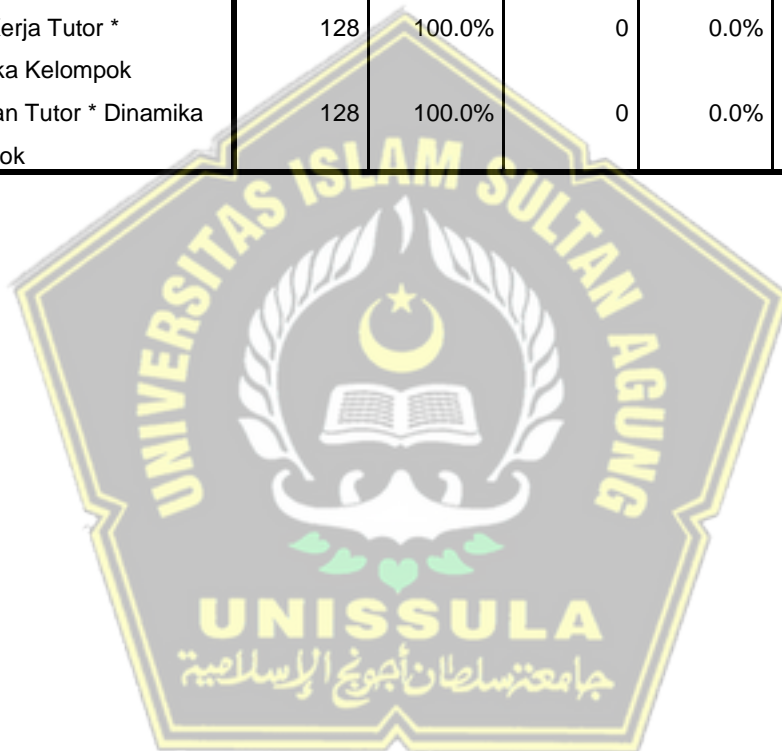 erja Tutor * 128 100.0% 0 0.0%
ka Kelompok
an Tutor * Dinamika 128 100.0% 0 0.0%
ok
UNIVERSITAS ISLAM SULTAN AGUNG
UNISSULA
جامعة سلطان أجونج الإسلامية